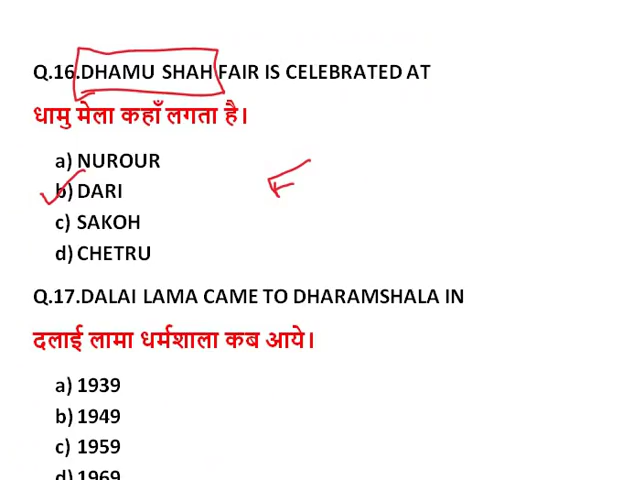 Q.16.DHAMU SHAH FAIR IS CELEBRATED AT
धामु मेला कहाँ लगता है।
a) NUROUR
b) DARI
c) SAKOH
d) CHETRU
Q.17.DALAI LAMA CAME TO DHARAMSHALA IN
दलाई लामा धर्मशाला कब आये।
a) 1939
b) 1949
c) 1959
d) 1969